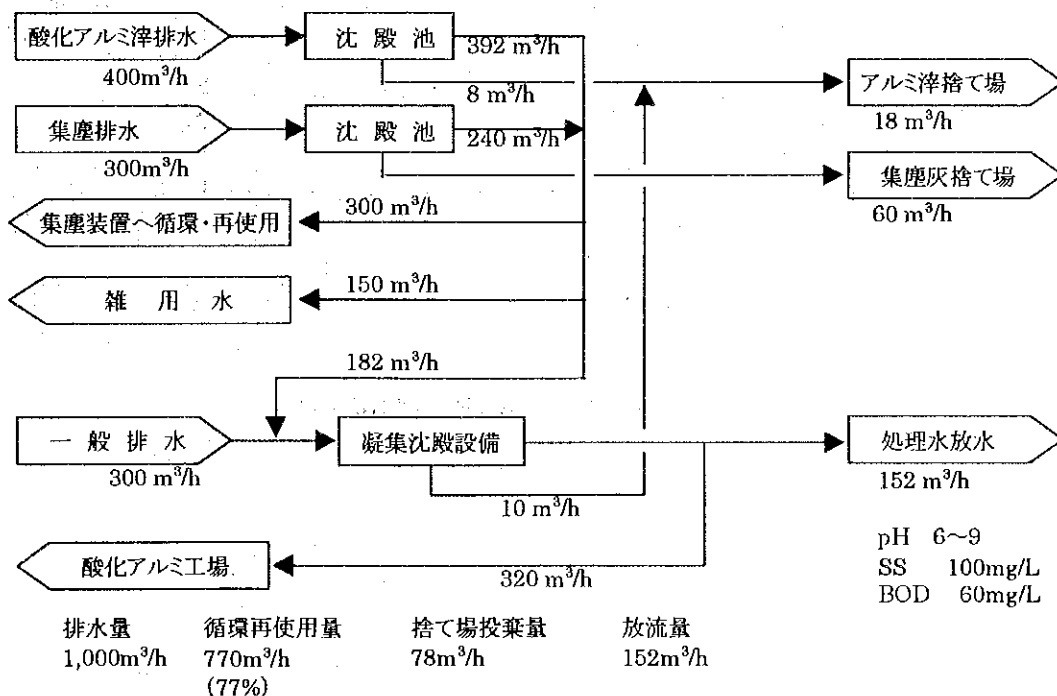 酸化アルミ滓排水
400m³/h
沈殿池
392 m³/h
8 m³/h
アルミ滓捨て場
18 m³/h
集塵排水
300m³/h
沈殿池
240 m³/h
集塵灰捨て場
60 m³/h
集塵装置へ循環・再使用
300 m³/h
雑用水
150 m³/h
182 m³/h
一般排水
300 m³/h
凝集沈殿設備
10 m³/h
処理水放水
152 m³/h
pH 6～9
SS 100mg/L
BOD 60mg/L
酸化アルミ工場
320 m³/h
排水量 循環再使用量 捨て場投棄量 放流量
1,000m³/h 770m³/h 78m³/h 152m³/h
(77%)